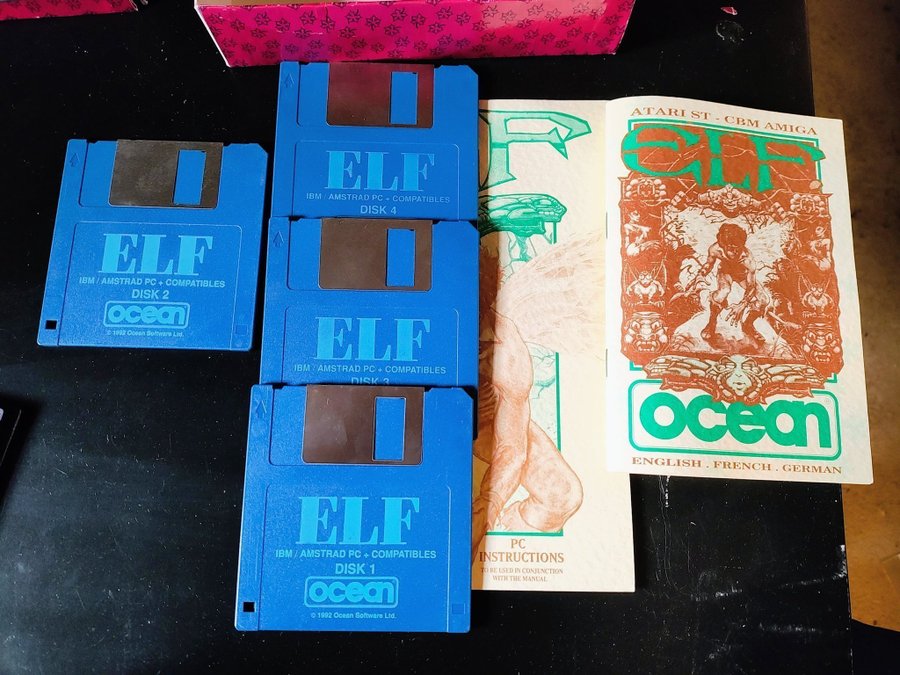 ELF
IBM / AMSTRAD PC + COMPATIBLES
DISK 2
ocean
© 1992 Ocean Software Ltd.
ELF
IBM / AMSTRAD PC + COMPATIBLES
DISK 4
ELF
IBM / AMSTRAD PC + COMPATIBLES
DISK 3
ELF
IBM / AMSTRAD PC + COMPATIBLES
DISK 1
ocean
© 1992 Ocean Software Ltd.
F
PC
INSTRUCTIONS
TO BE USED IN CONJUNCTION
WITH THE MANUAL
ATARI ST - CBM AMIGA
ELF
ocean
ENGLISH . FRENCH . GERMAN